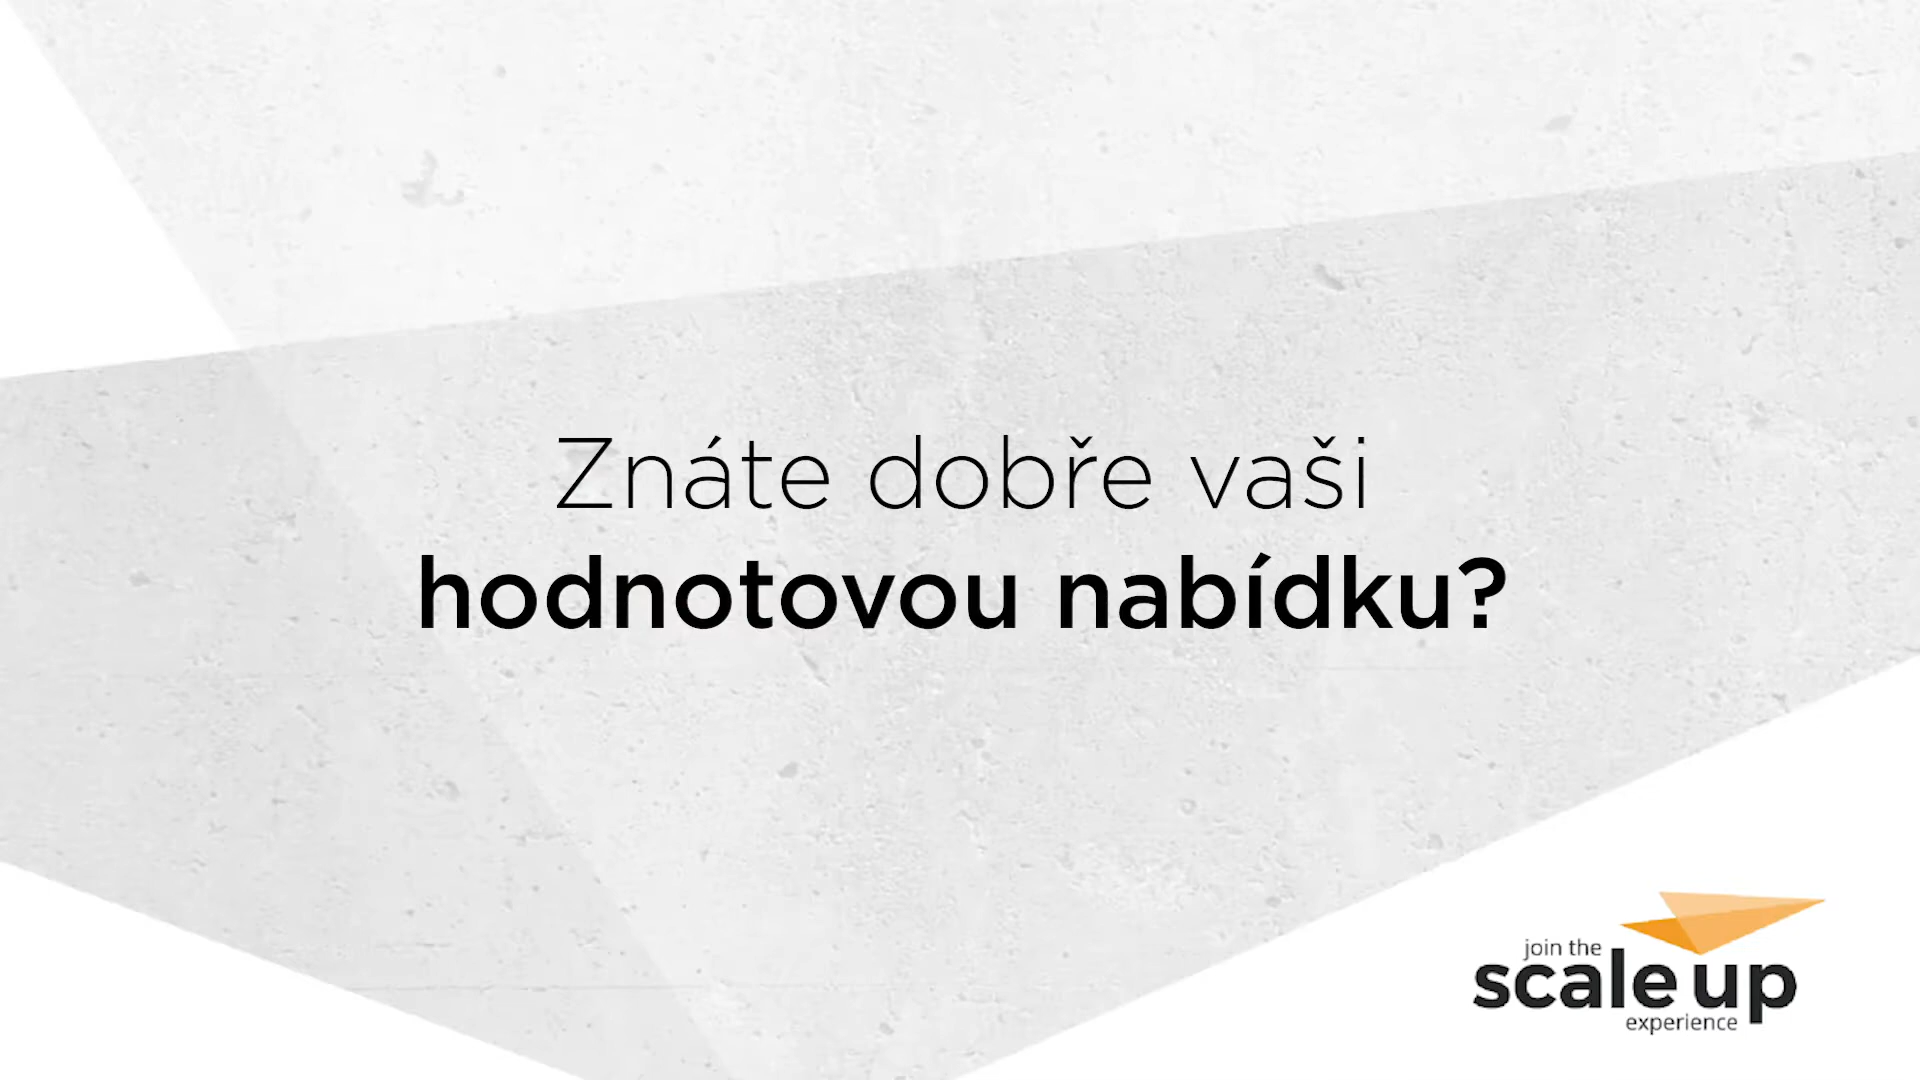 Znáte dobře vaši
hodnotovou nabídku?
join the
scale up
experience